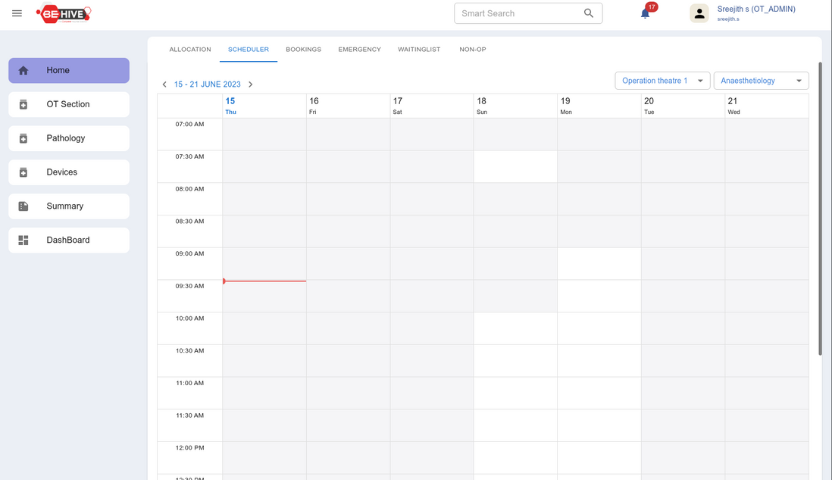 BE HIVE
Smart Search
17
Sreejith s (OT_ADMIN)
sreejith.s
Home
OT Section
Pathology
Devices
Summary
DashBoard
ALLOCATION SCHEDULER BOOKINGS EMERGENCY WAITINGLIST NON-OP
15 - 21 JUNE 2023
Operation theatre 1
Anaesthetiology
15 16 17 18 19 20 21
Thu Fri Sat Sun Mon Tue Wed
07:00 AM
07:30 AM
08:00 AM
08:30 AM
09:00 AM
09:30 AM
10:00 AM
10:30 AM
11:00 AM
11:30 AM
12:00 PM
12:30 PM